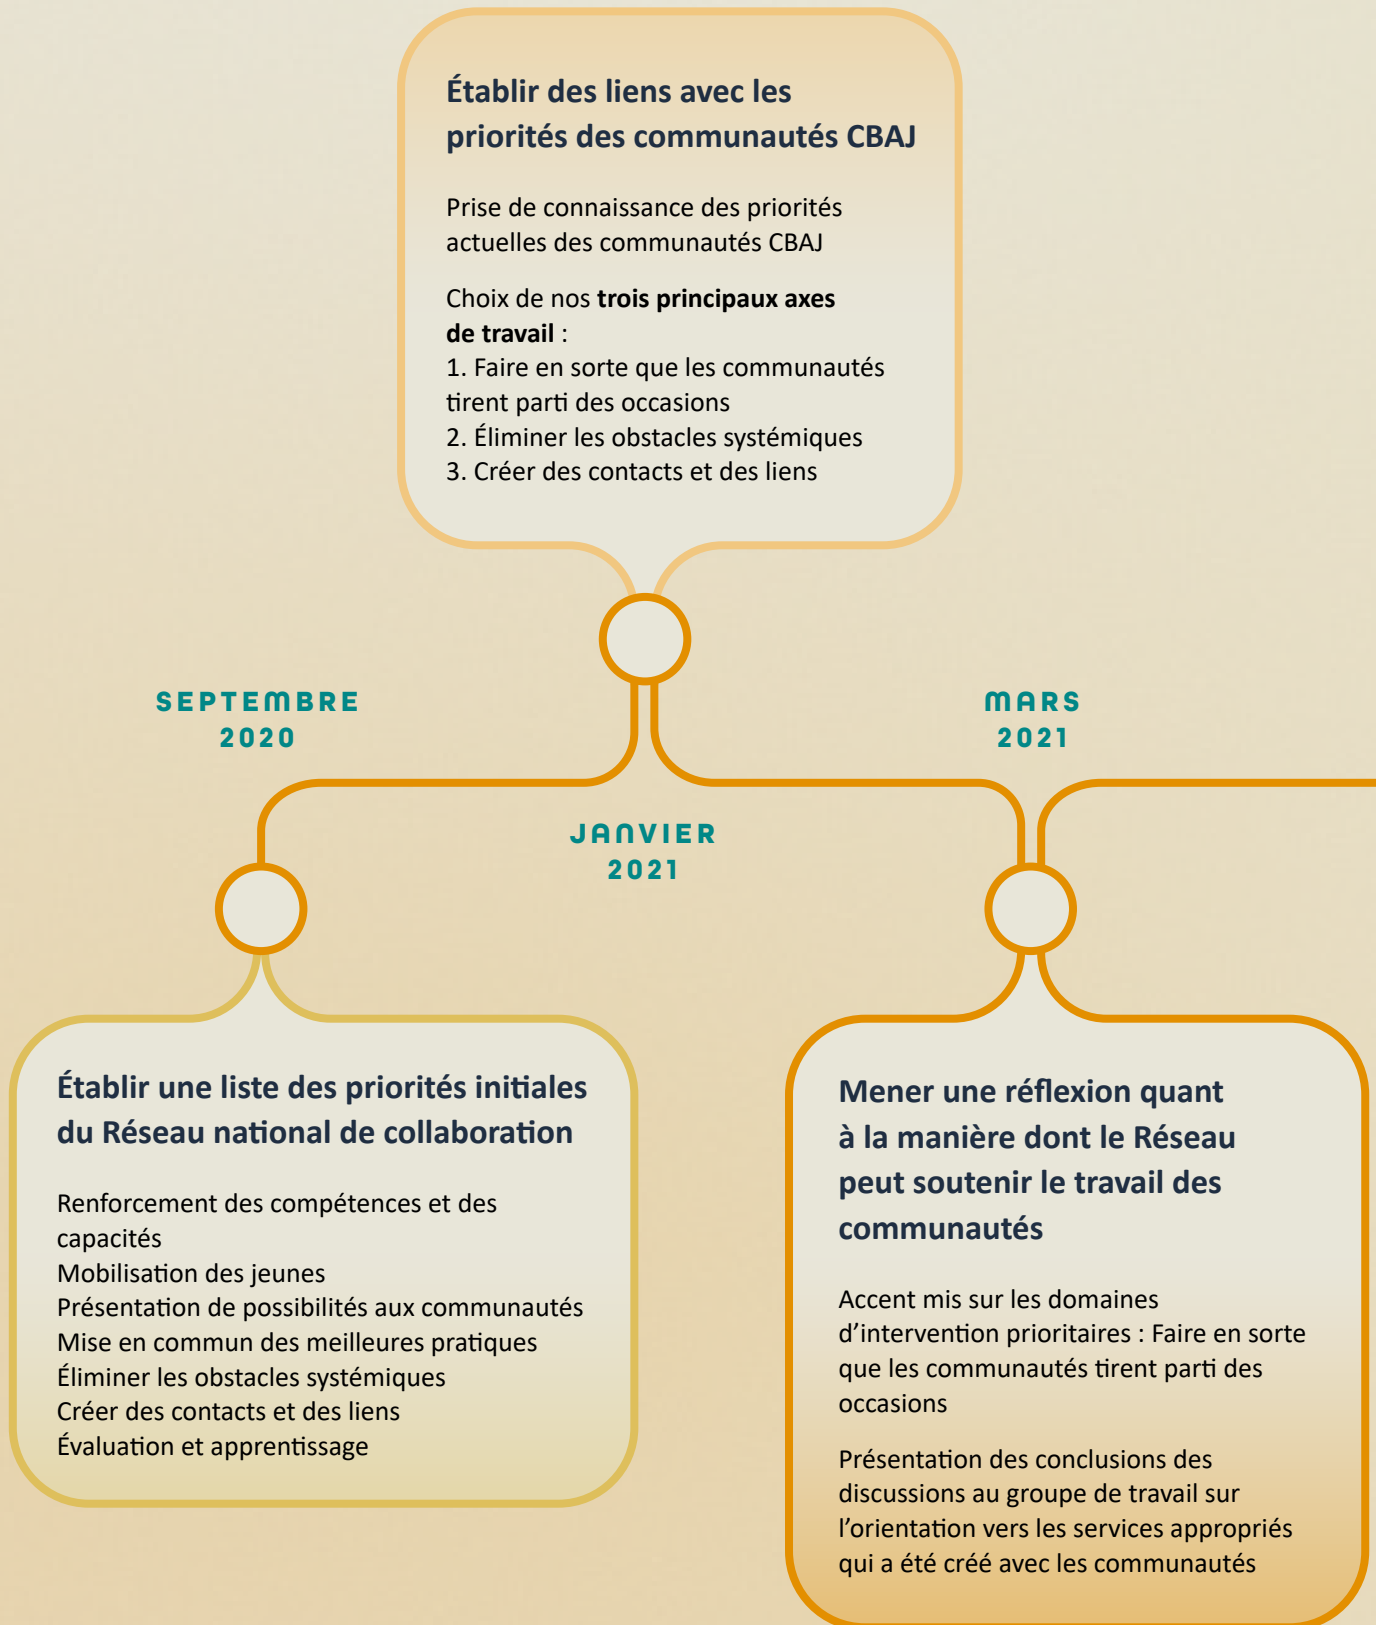 Établir des liens avec les
priorités des communautés CBAJ
Prise de connaissance des priorités
actuelles des communautés CBAJ
Choix de nos trois principaux axes
de travail :
1. Faire en sorte que les communautés
tirent parti des occasions
2. Éliminer les obstacles systémiques
3. Créer des contacts et des liens
SEPTEMBRE
2020
JANVIER
2021
MARS
2021
Établir une liste des priorités initiales
du Réseau national de collaboration
Renforcement des compétences et des
capacités
Mobilisation des jeunes
Présentation de possibilités aux communautés
Mise en commun des meilleures pratiques
Éliminer les obstacles systémiques
Créer des contacts et des liens
Évaluation et apprentissage
Mener une réflexion quant
à la manière dont le Réseau
peut soutenir le travail des
communautés
Accent mis sur les domaines
d’intervention prioritaires : Faire en sorte
que les communautés tirent parti des
occasions
Présentation des conclusions des
discussions au groupe de travail sur
l’orientation vers les services appropriés
qui a été créé avec les communautés